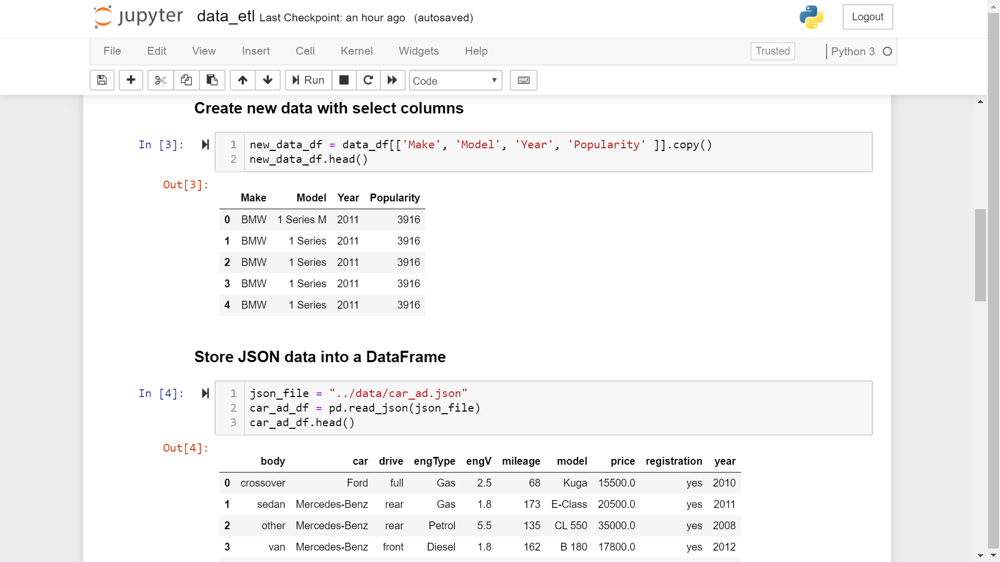 jupyter data_etl Last Checkpoint: an hour ago (autosaved) Logout
File Edit View Insert Cell Kernel Widgets Help Trusted Python 3
Run Code
Create new data with select columns
In [3]: 1 new_data_df = data_df[['Make', 'Model', 'Year', 'Popularity' ]].copy()
2 new_data_df.head()
Out[3]:
Make Model Year Popularity
0 BMW 1 Series M 2011 3916
1 BMW 1 Series 2011 3916
2 BMW 1 Series 2011 3916
3 BMW 1 Series 2011 3916
4 BMW 1 Series 2011 3916
Store JSON data into a DataFrame
In [4]: 1 json_file = "../data/car_ad.json"
2 car_ad_df = pd.read_json(json_file)
3 car_ad_df.head()
Out[4]:
body car drive engType engV mileage model price registration year
0 crossover Ford full Gas 2.5 68 Kuga 15500.0 yes 2010
1 sedan Mercedes-Benz rear Gas 1.8 173 E-Class 20500.0 yes 2011
2 other Mercedes-Benz rear Petrol 5.5 135 CL 550 35000.0 yes 2008
3 van Mercedes-Benz front Diesel 1.8 162 B 180 17800.0 yes 2012